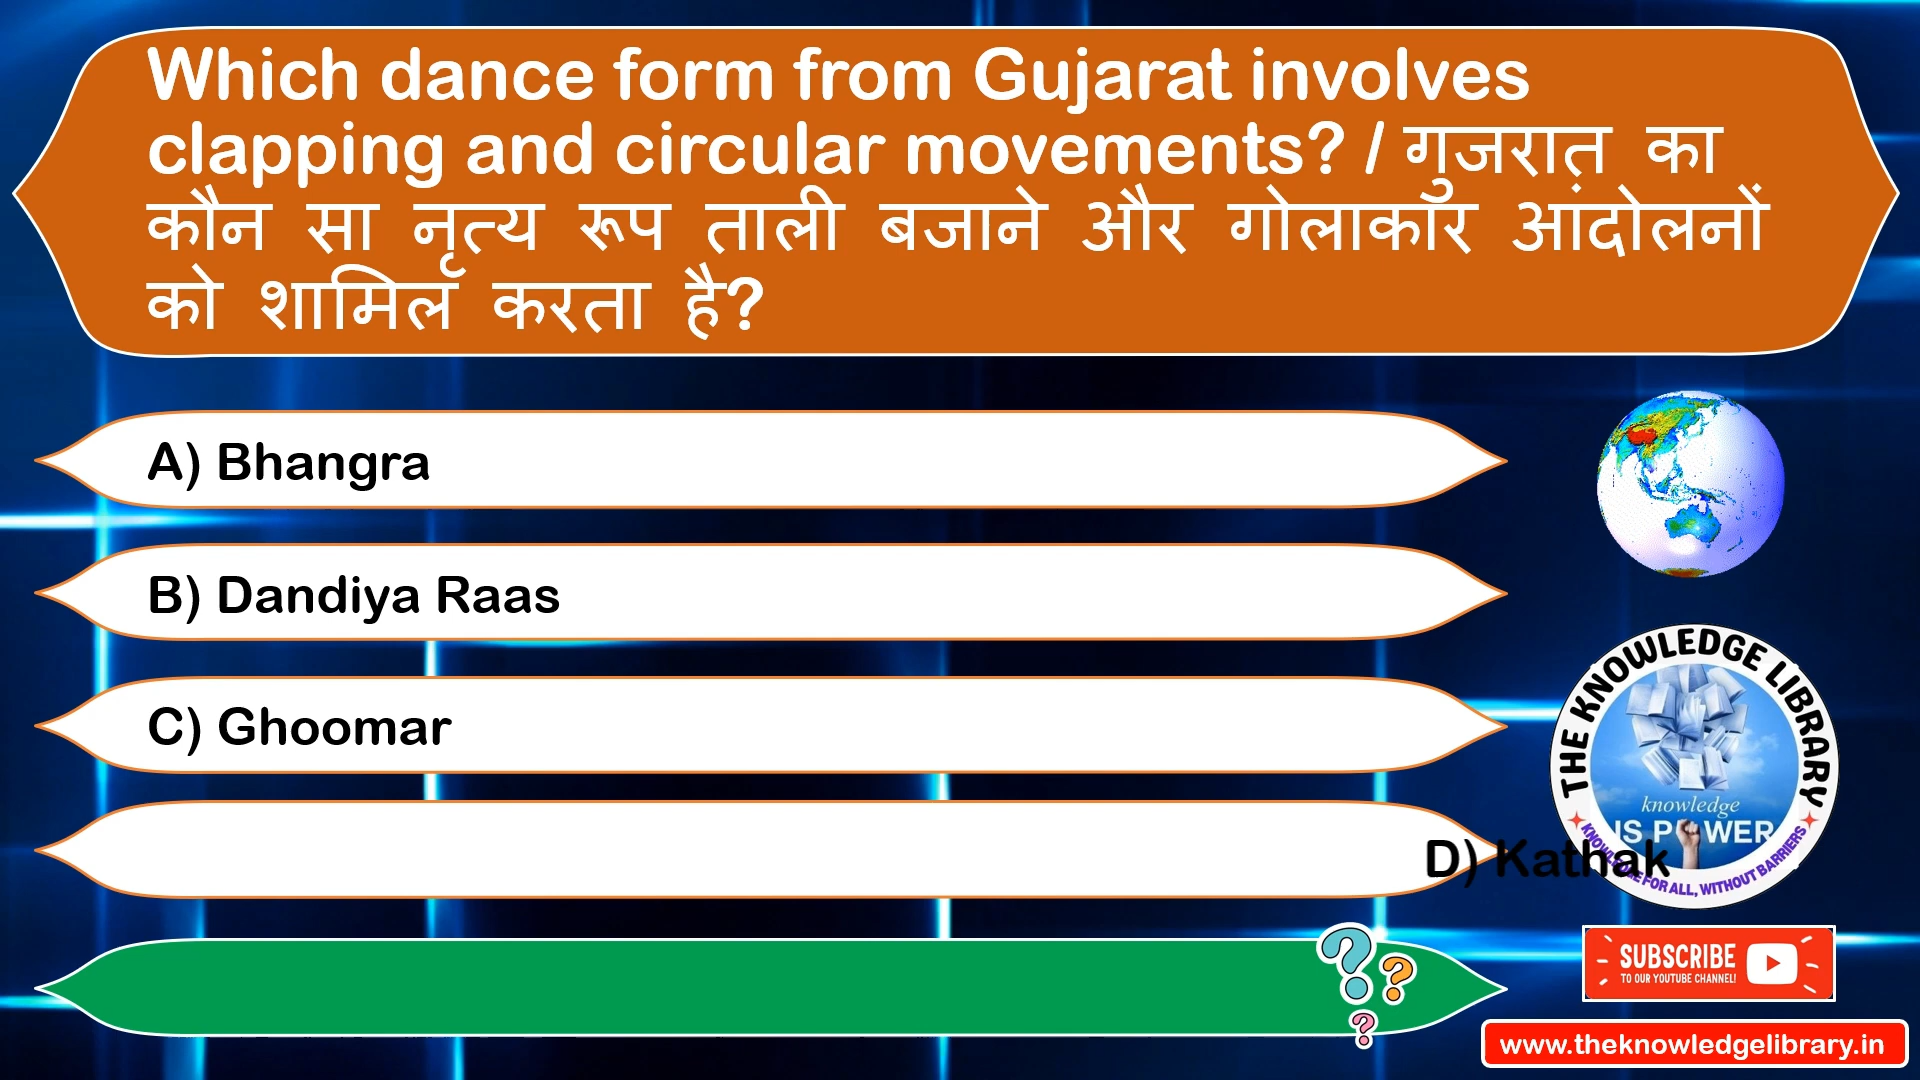 Which dance form from Gujarat involves
clapping and circular movements? / गुजरात का
कौन सा नृत्य रूप ताली बजाने और गोलाकार आंदोलनों
को शामिल करता है?
A) Bhangra
B) Dandiya Raas
C) Ghoomar
D) Kathak
THE KNOWLEDGE LIBRARY
knowledge
IS POWER
KNOWLEDGE FOR ALL, WITHOUT BARRIERS
SUBSCRIBE
TO OUR YOUTUBE CHANNEL!
www.theknowledgelibrary.in